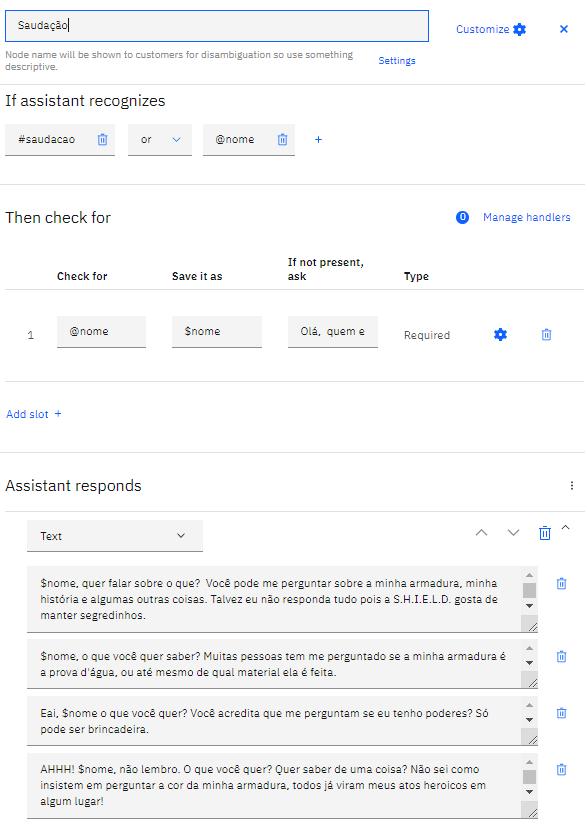 Saudação
Customize
Node name will be shown to customers for disambiguation so use something
descriptive.
Settings
If assistant recognizes
#saudacao
or
@nome
+
Then check for
0
Manage handlers
Check for
Save it as
If not present,
ask
Type
1
@nome
$nome
Olá,  quem e
Required
Add slot +
Assistant responds
Text
$nome, quer falar sobre o que?  Você pode me perguntar sobre a minha armadura, minha
história e algumas outras coisas. Talvez eu não responda tudo pois a S.H.I.E.L.D. gosta de
manter segredinhos.
$nome, o que você quer saber? Muitas pessoas tem me perguntado se a minha armadura é
a prova d'água, ou até mesmo de qual material ela é feita.
Eai, $nome o que você quer? Você acredita que me perguntam se eu tenho poderes? Só
pode ser brincadeira.
AHHH! $nome, não lembro. O que você quer? Quer saber de uma coisa? Não sei como
insistem em perguntar a cor da minha armadura, todos já viram meus atos heroicos em
algum lugar!